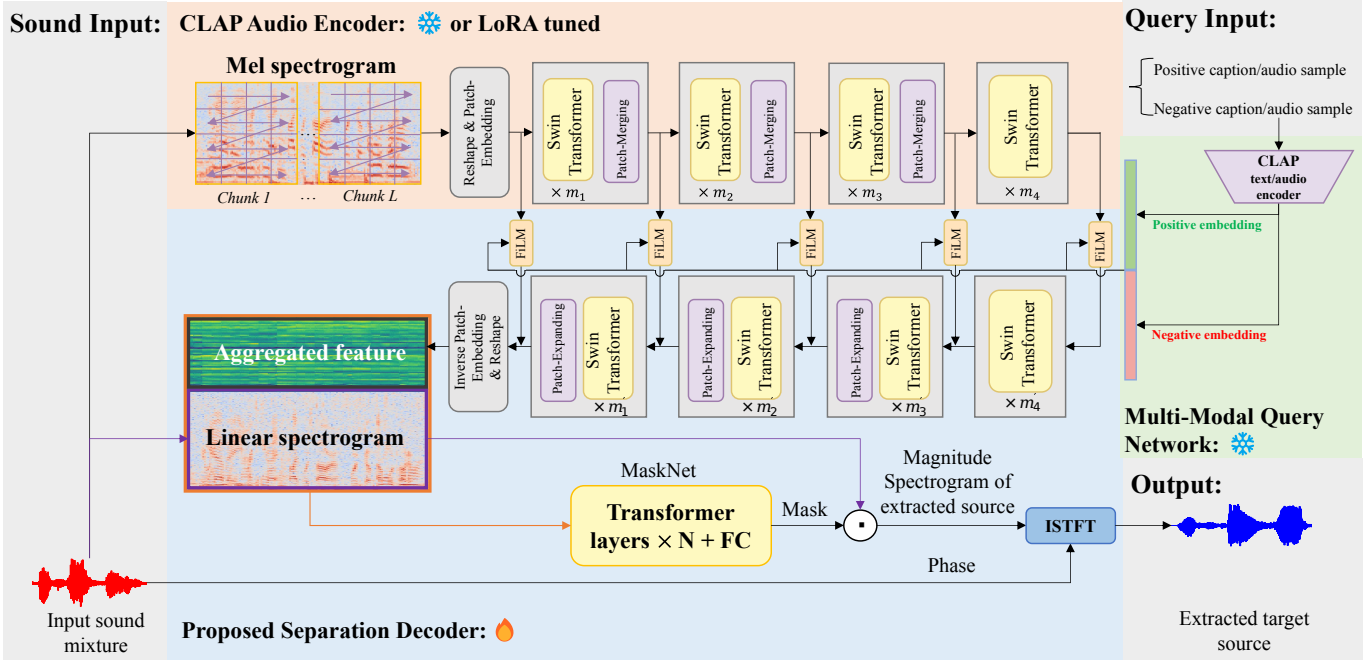 Sound Input:
CLAP Audio Encoder: or LoRA tuned
Query Input:
Mel spectrogram
Chunk 1 ... Chunk L
Reshape & Patch-
Embedding
Swin
Transformer
Patch-Merging
× m1
Swin
Transformer
Patch-Merging
× m2
Swin
Transformer
Patch-Merging
× m3
Swin
Transformer
× m4
Positive caption/audio sample
Negative caption/audio sample
CLAP
text/audio
encoder
Positive embedding
Negative embedding
FiLM
FiLM
FiLM
FiLM
FiLM
Inverse Patch-
Embedding
& Reshape
Patch-Expanding
Swin
Transformer
× m1'
Patch-Expanding
Swin
Transformer
× m2'
Patch-Expanding
Swin
Transformer
× m3'
Swin
Transformer
× m4'
Aggregated feature
Linear spectrogram
Multi-Modal Query
Network:
MaskNet
Transformer
layers × N + FC
Mask
Magnitude
Spectrogram of
extracted source
ISTFT
Phase
Output:
Input sound
mixture
Proposed Separation Decoder:
Extracted target
source